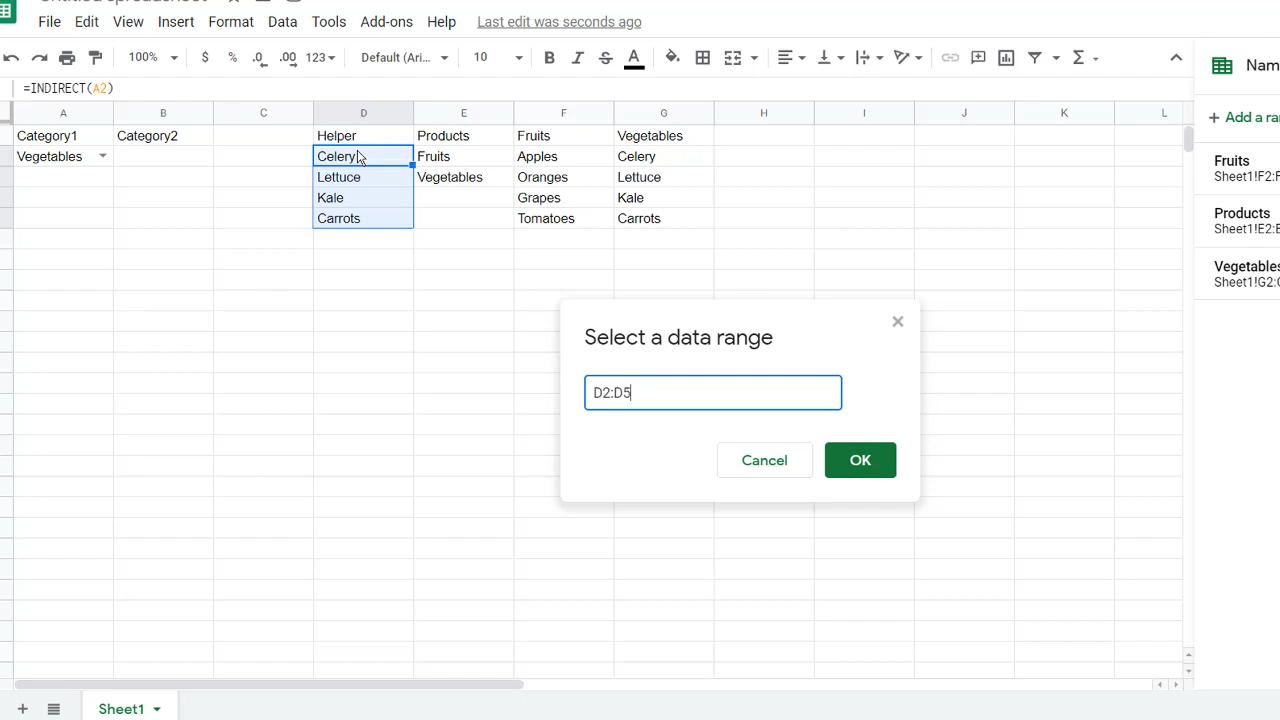 Untitled spreadsheet
File Edit View Insert Format Data Tools Add-ons Help Last edit was seconds ago
100% $ % .0 .00 123 Default (Ari... 10 B I S A Σ
Name
=INDIRECT(A2)
A B C D E F G H I J K L
+ Add a ra
Category1 Category2 Helper Products Fruits Vegetables
Vegetables Celery Fruits Apples Celery
Lettuce Vegetables Oranges Lettuce
Kale Grapes Kale
Carrots Tomatoes Carrots
Fruits
Sheet1!F2:F
Products
Sheet1!E2:E
Vegetables
Sheet1!G2:G
Select a data range
D2:D5
Cancel OK
Sheet1